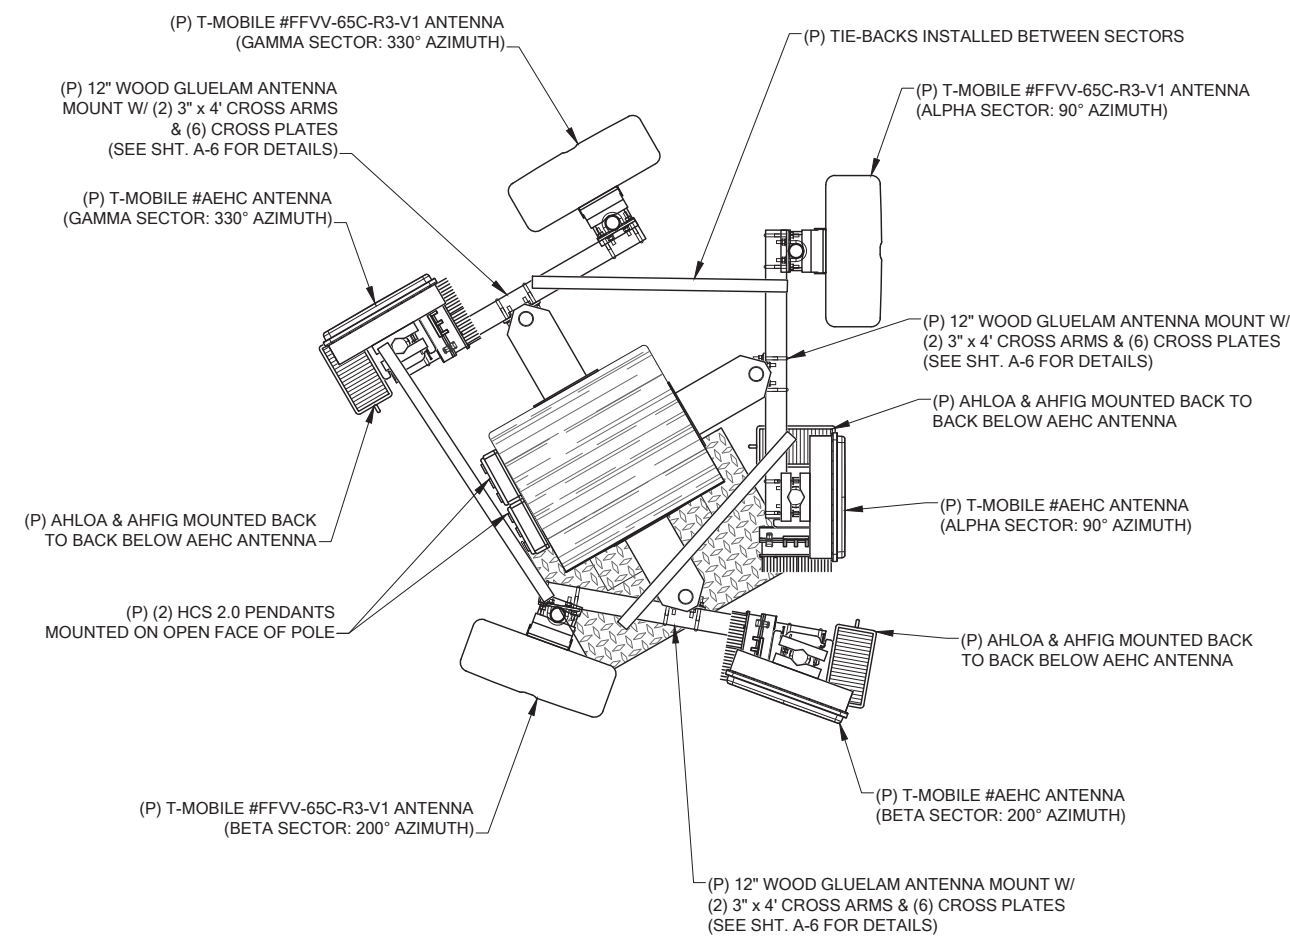 (P) T-MOBILE #FFVV-65C-R3-V1 ANTENNA
(GAMMA SECTOR: 330° AZIMUTH)
(P) TIE-BACKS INSTALLED BETWEEN SECTORS
(P) 12" WOOD GLUELAM ANTENNA
MOUNT W/ (2) 3" x 4' CROSS ARMS
& (6) CROSS PLATES
(SEE SHT. A-6 FOR DETAILS)
(P) T-MOBILE #FFVV-65C-R3-V1 ANTENNA
(ALPHA SECTOR: 90° AZIMUTH)
(P) T-MOBILE #AEHC ANTENNA
(GAMMA SECTOR: 330° AZIMUTH)
(P) 12" WOOD GLUELAM ANTENNA MOUNT W/
(2) 3" x 4' CROSS ARMS & (6) CROSS PLATES
(SEE SHT. A-6 FOR DETAILS)
(P) AHLOA & AHFIG MOUNTED BACK TO
BACK BELOW AEHC ANTENNA
(P) T-MOBILE #AEHC ANTENNA
(ALPHA SECTOR: 90° AZIMUTH)
(P) AHLOA & AHFIG MOUNTED BACK
TO BACK BELOW AEHC ANTENNA
(P) (2) HCS 2.0 PENDANTS
MOUNTED ON OPEN FACE OF POLE
(P) AHLOA & AHFIG MOUNTED BACK
TO BACK BELOW AEHC ANTENNA
(P) T-MOBILE #FFVV-65C-R3-V1 ANTENNA
(BETA SECTOR: 200° AZIMUTH)
(P) T-MOBILE #AEHC ANTENNA
(BETA SECTOR: 200° AZIMUTH)
(P) 12" WOOD GLUELAM ANTENNA MOUNT W/
(2) 3" x 4' CROSS ARMS & (6) CROSS PLATES
(SEE SHT. A-6 FOR DETAILS)